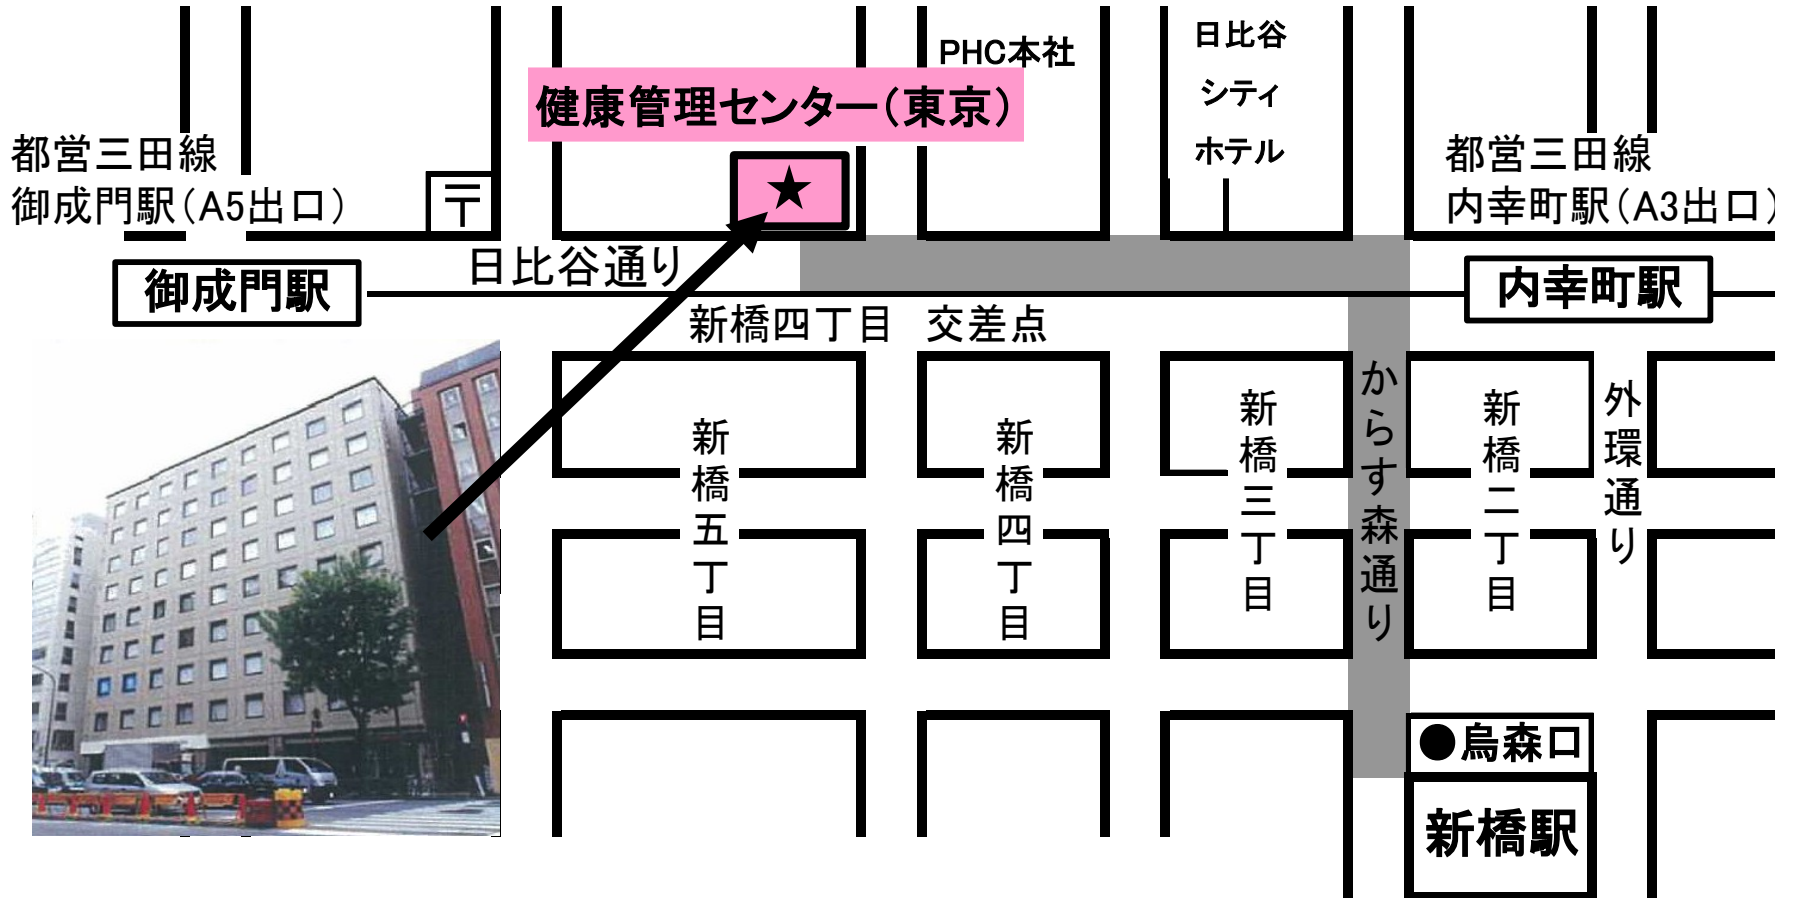 PHC本社
日比谷
シティ
ホテル
健康管理センター(東京)
★
都営三田線
御成門駅(A5出口)
〒
都営三田線
内幸町駅(A3出口)
日比谷通り
御成門駅
内幸町駅
新橋四丁目 交差点
新橋五丁目
新橋四丁目
新橋三丁目
からす森通り
新橋二丁目
外環通り
●烏森口
新橋駅